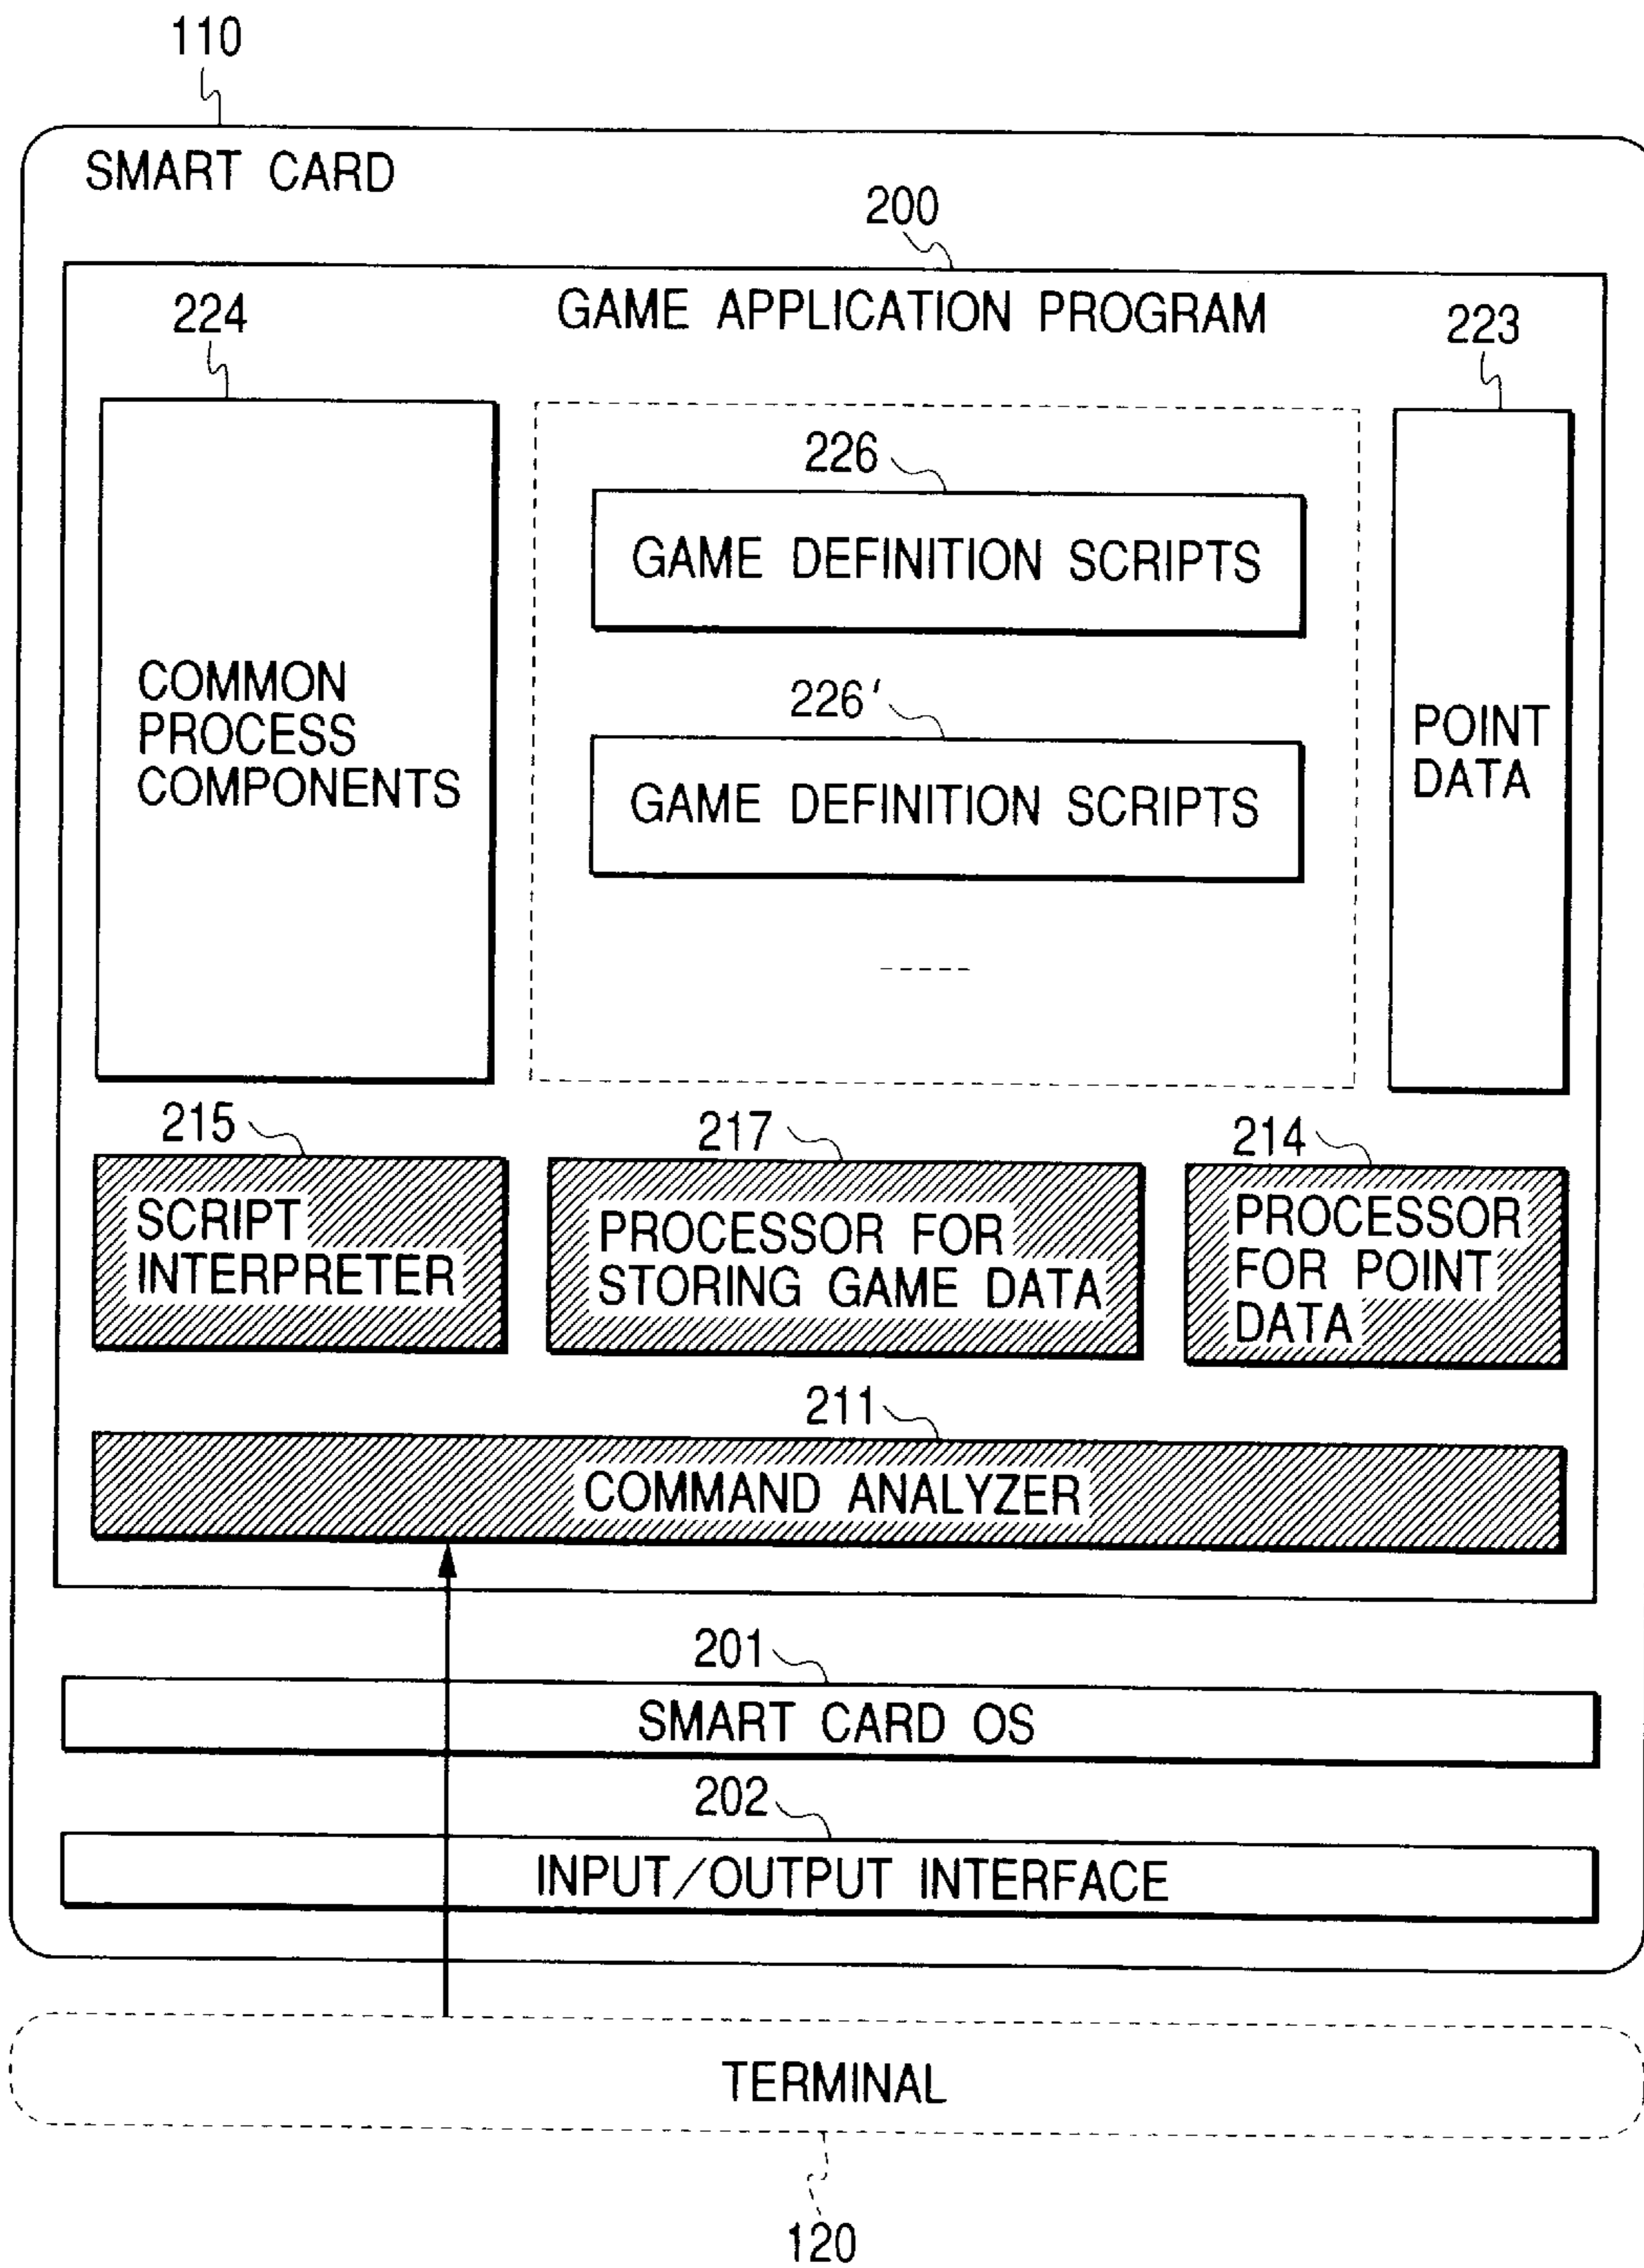 110
SMART CARD
200
GAME APPLICATION PROGRAM
224
223
226
GAME DEFINITION SCRIPTS
COMMON
PROCESS
COMPONENTS
226'
GAME DEFINITION SCRIPTS
POINT
DATA
215
SCRIPT
INTERPRETER
217
PROCESSOR FOR
STORING GAME DATA
214
PROCESSOR
FOR POINT
DATA
211
COMMAND ANALYZER
201
SMART CARD OS
202
INPUT/OUTPUT INTERFACE
TERMINAL
120